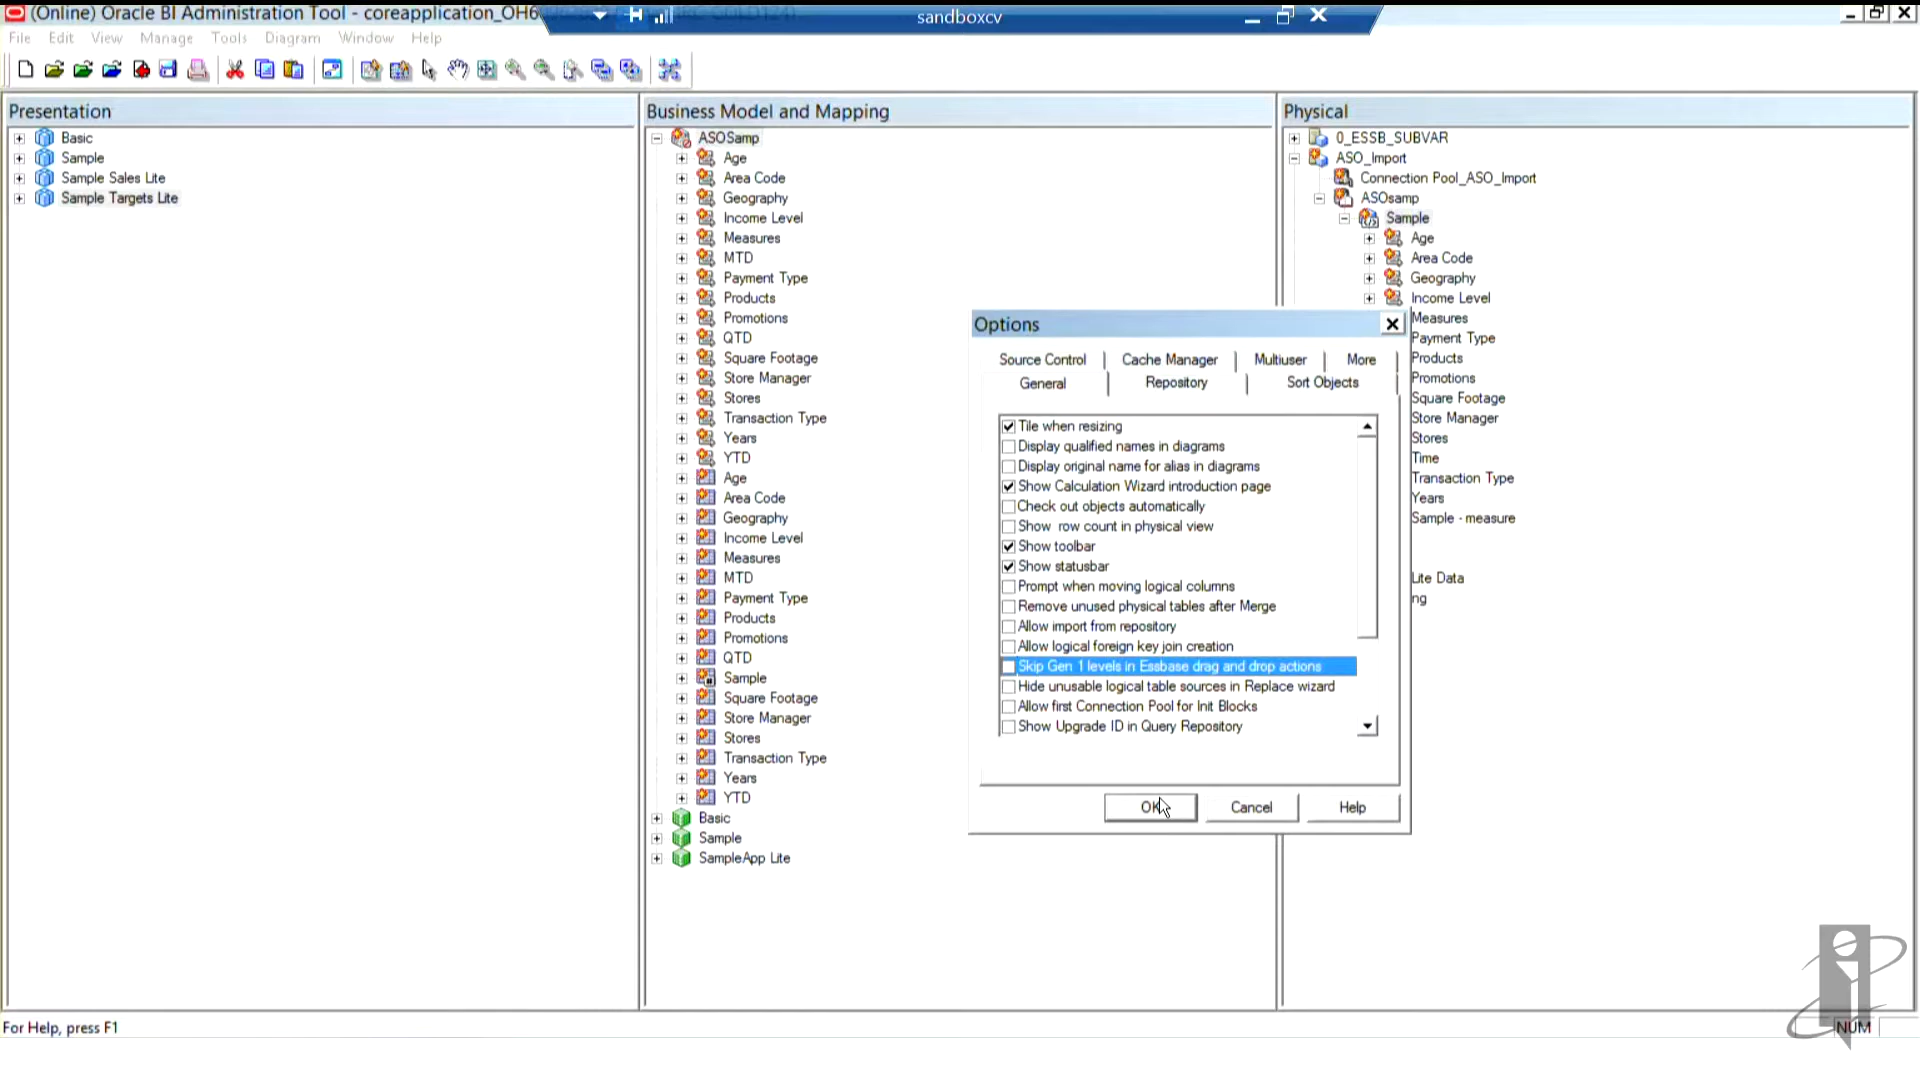 (Online) Oracle BI Administration Tool - coreapplication_OH6
sandboxcv
File Edit View Manage Tools Diagram Window Help
Presentation
Basic
Sample
Sample Sales Lite
Sample Targets Lite
Business Model and Mapping
ASOSamp
Age
Area Code
Geography
Income Level
Measures
MTD
Payment Type
Products
Promotions
QTD
Square Footage
Store Manager
Stores
Transaction Type
Years
YTD
Age
Area Code
Geography
Income Level
Measures
MTD
Payment Type
Products
Promotions
QTD
Sample
Square Footage
Store Manager
Stores
Transaction Type
Years
YTD
Basic
Sample
SampleApp Lite
Physical
0_ESSB_SUBVAR
ASO_Import
Connection Pool_ASO_Import
ASOsamp
Sample
Age
Area Code
Geography
Income Level
Measures
Payment Type
Products
Promotions
Square Footage
Store Manager
Stores
Time
Transaction Type
Years
Sample - measure
Lite Data
ng
Options
Source Control Cache Manager Multiuser More
General Repository Sort Objects
Tile when resizing
Display qualified names in diagrams
Display original name for alias in diagrams
Show Calculation Wizard introduction page
Check out objects automatically
Show row count in physical view
Show toolbar
Show statusbar
Prompt when moving logical columns
Remove unused physical tables after Merge
Allow import from repository
Allow logical foreign key join creation
Skip Gen 1 levels in Essbase drag and drop actions
Hide unusable logical table sources in Replace wizard
Allow first Connection Pool for Init Blocks
Show Upgrade ID in Query Repository
OK Cancel Help
For Help, press F1
NUM